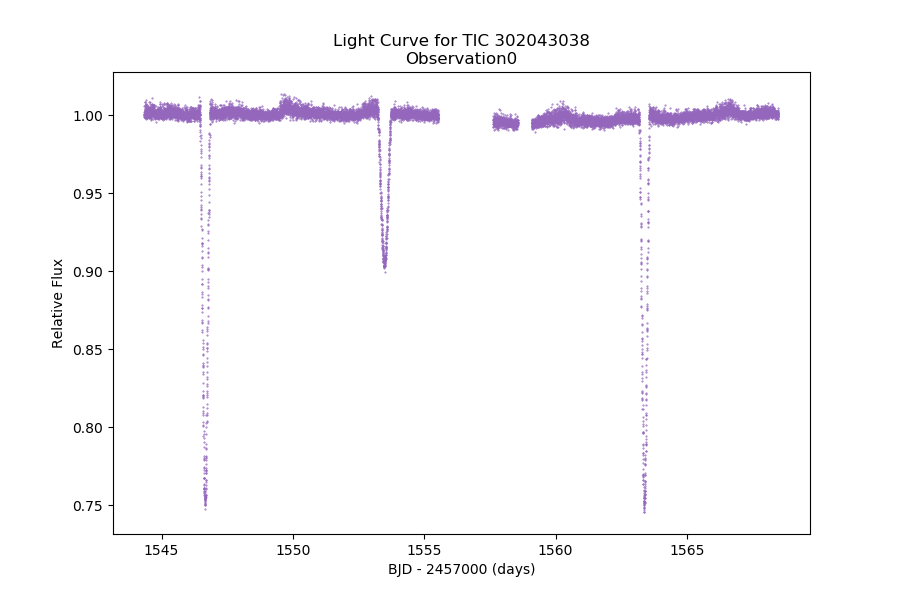 Light Curve for TIC 302043038
Observation0
1.00
0.95
0.90
0.85
0.80
0.75
Relative Flux
1545
1550
1555
1560
1565
BJD - 2457000 (days)